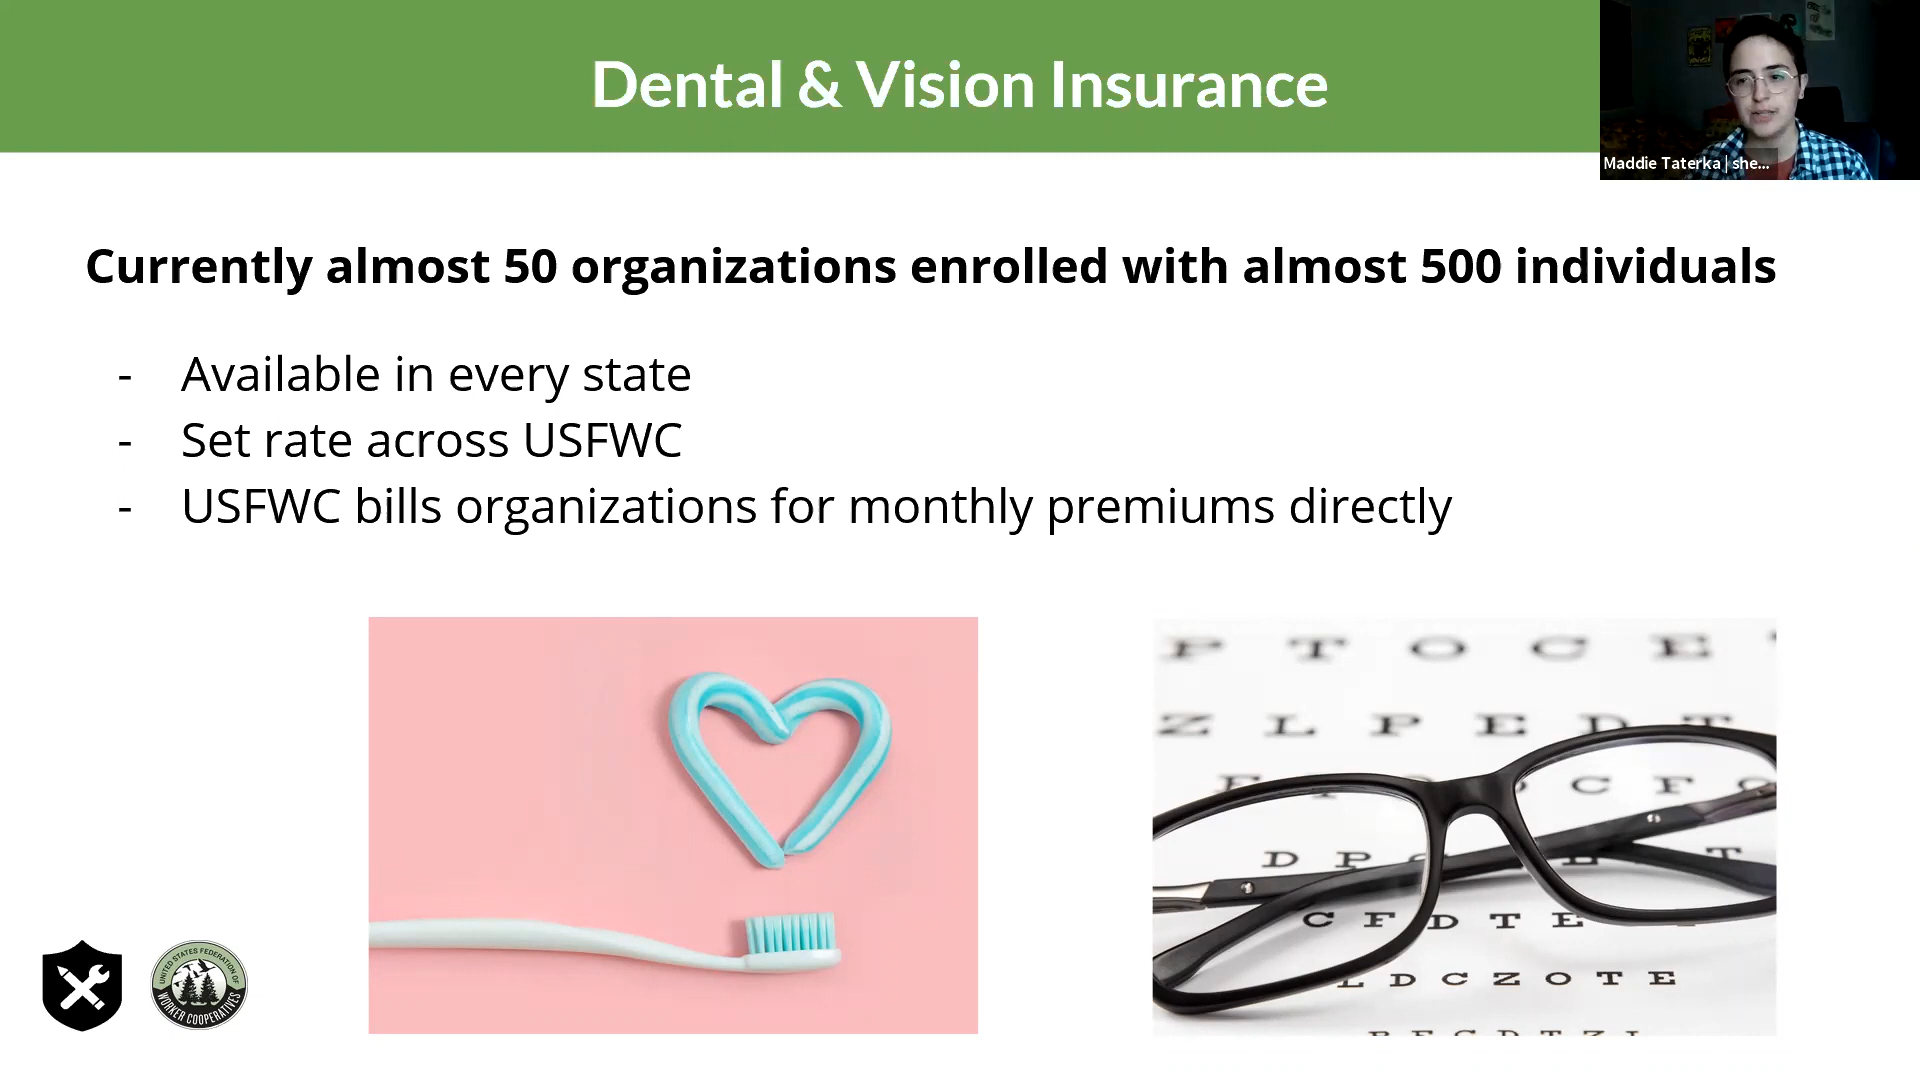 Dental & Vision Insurance
Maddie Taterka | she...
Currently almost 50 organizations enrolled with almost 500 individuals
- Available in every state
- Set rate across USFWC
- USFWC bills organizations for monthly premiums directly
P T O C E
Z L P E D T
D P
C F D T E
L D C Z O T E
UNITED STATES FEDERATION OF
WORKER COOPERATIVES